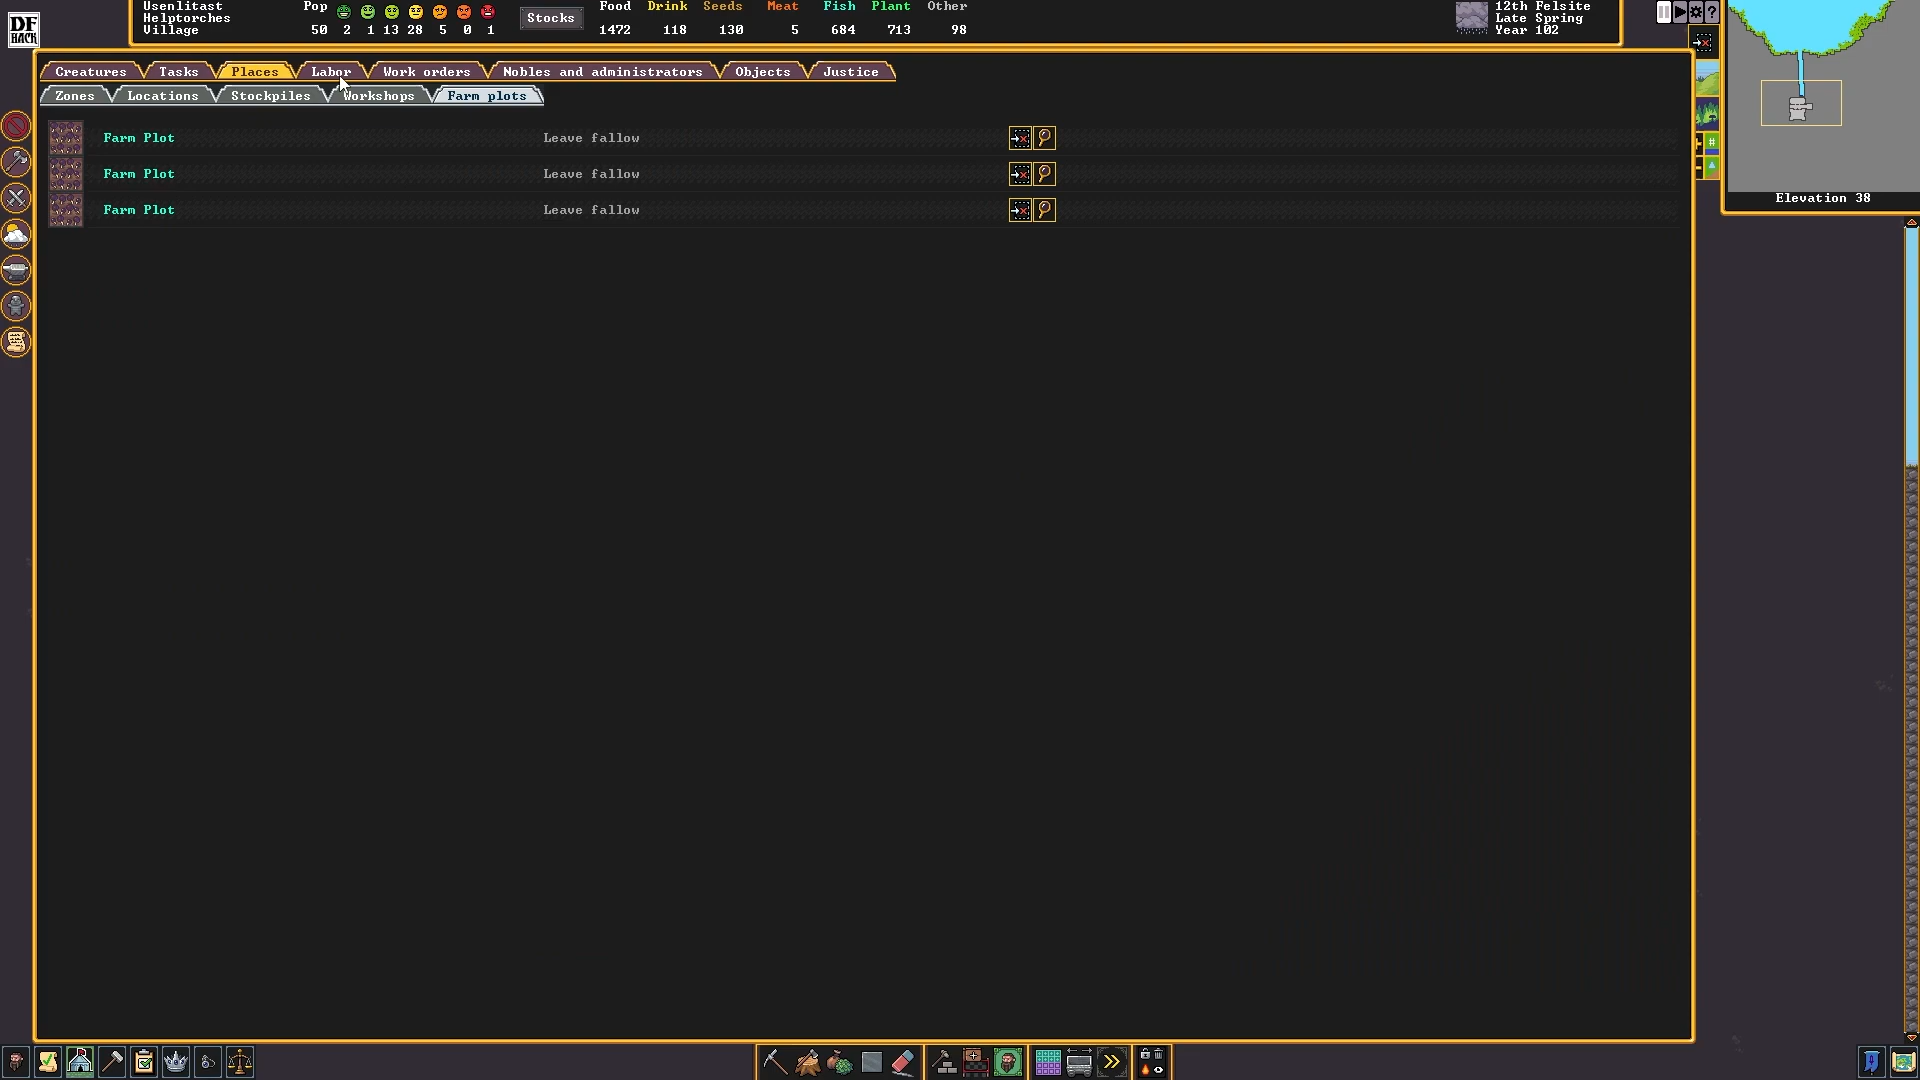 DF
HACK
Usenlitast
Helptorches
Village
Pop
50 2 1 13 28 5 0 1
Stocks
Food Drink Seeds Meat Fish Plant Other
1472 118 130 5 684 713 98
12th Felsite
Late Spring
Year 102
Elevation 38
Creatures Tasks Places Labor Work orders Nobles and administrators Objects Justice
Zones Locations Stockpiles Workshops Farm plots
Farm Plot Leave fallow
Farm Plot Leave fallow
Farm Plot Leave fallow